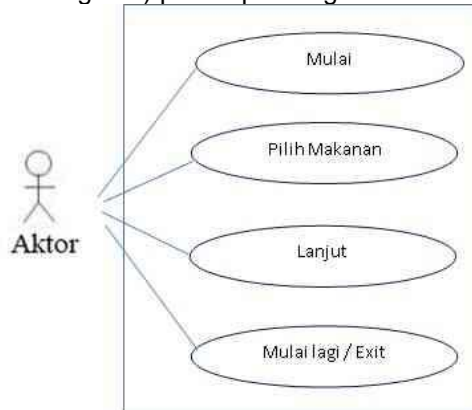 Mulai
Pilih Makanan
Aktor
Lanjut
Mulai lagi / Exit